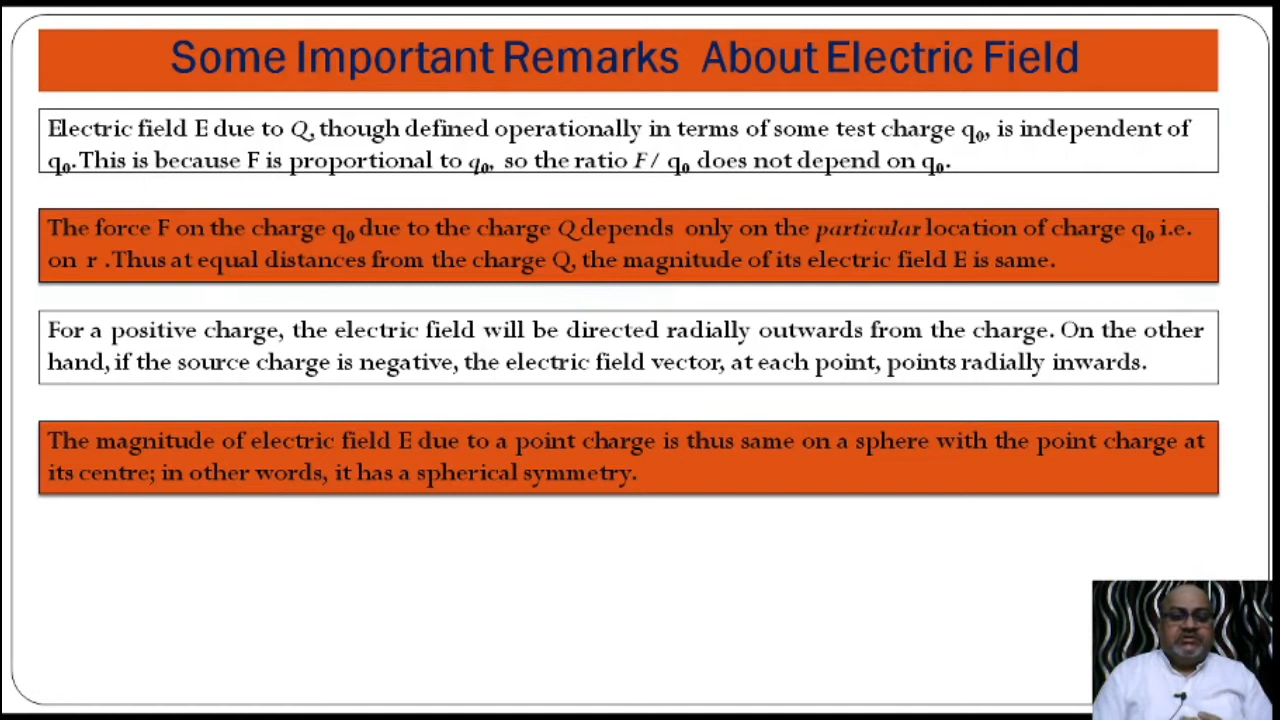 Some Important Remarks About Electric Field
Electric field E due to Q, though defined operationally in terms of some test charge q₀, is independent of
q₀. This is because F is proportional to q₀, so the ratio F/ q₀ does not depend on q₀.
The force F on the charge q₀ due to the charge Q depends only on the particular location of charge q₀ i.e.
on r .Thus at equal distances from the charge Q, the magnitude of its electric field E is same.
For a positive charge, the electric field will be directed radially outwards from the charge. On the other
hand, if the source charge is negative, the electric field vector, at each point, points radially inwards.
The magnitude of electric field E due to a point charge is thus same on a sphere with the point charge at
its centre; in other words, it has a spherical symmetry.